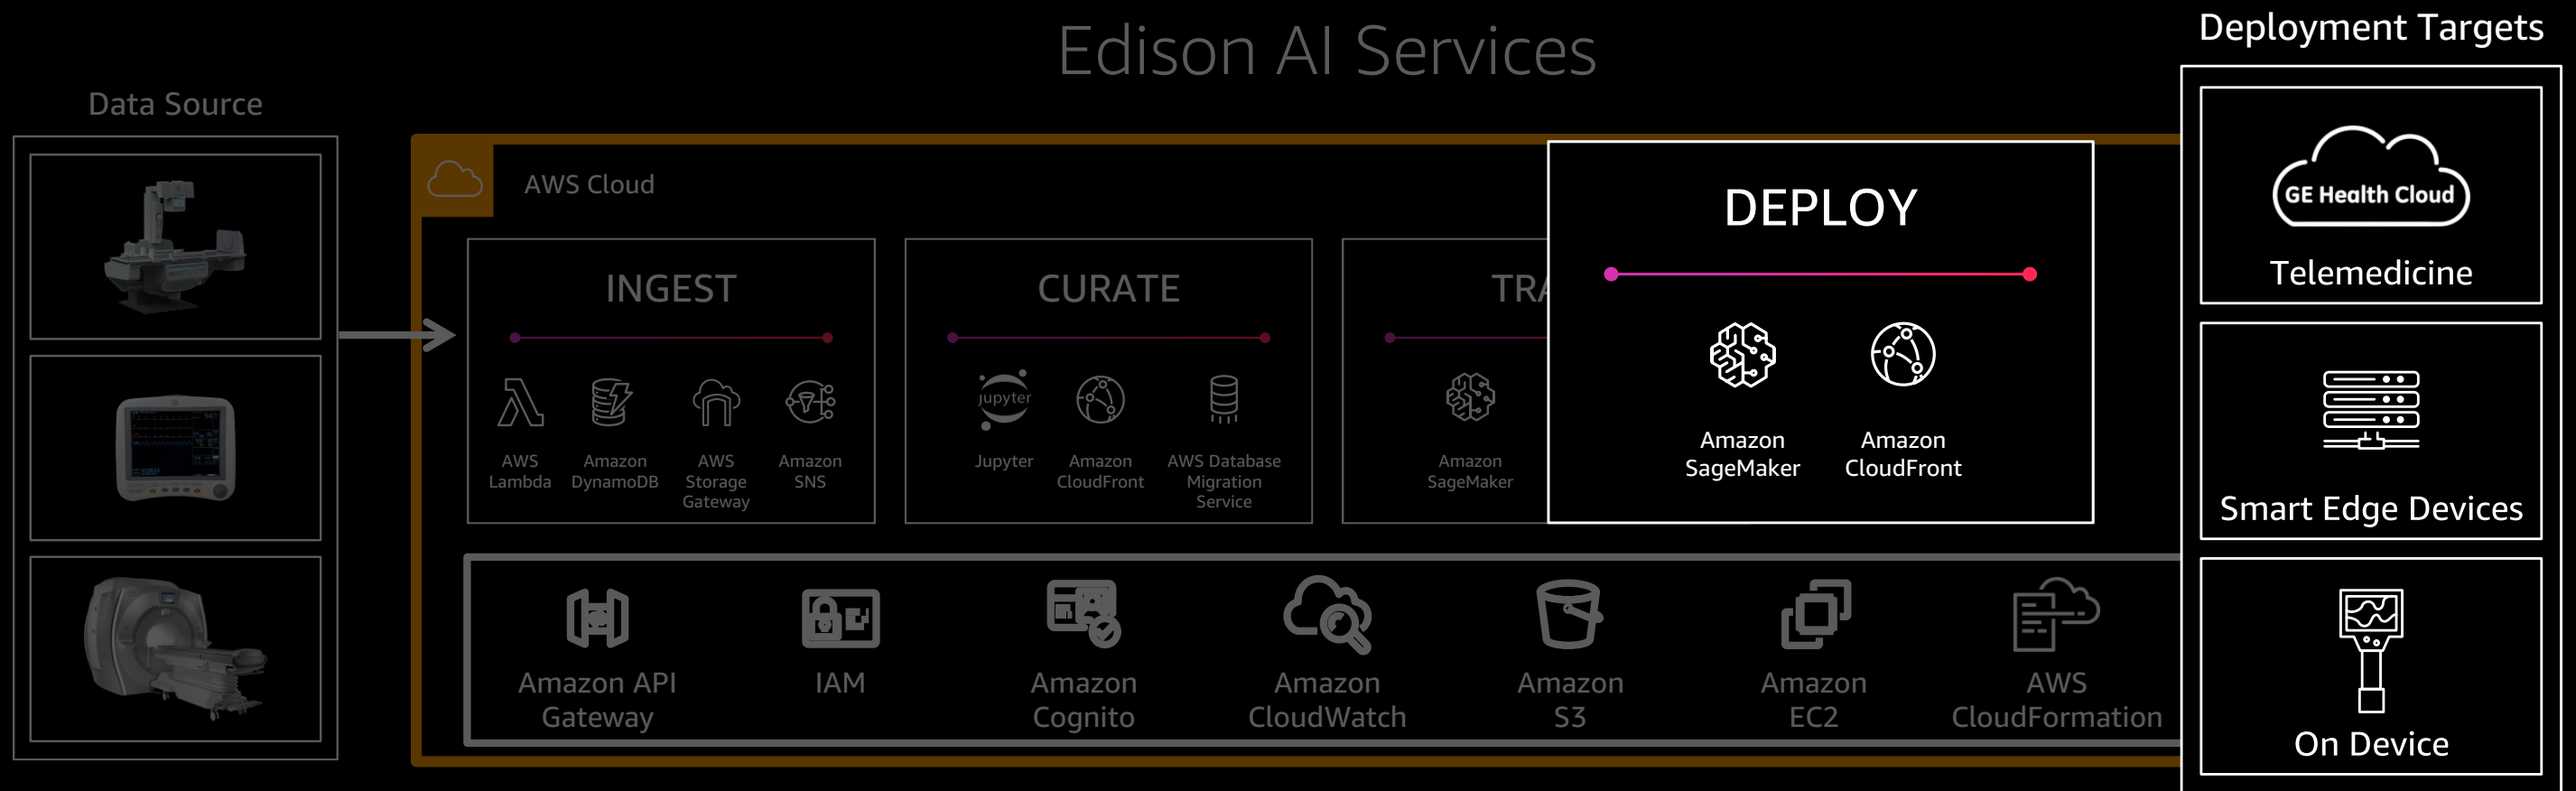 Edison AI Services
Deployment Targets
Data Source
AWS Cloud
INGEST
AWS
Lambda
Amazon
DynamoDB
AWS
Storage
Gateway
Amazon
SNS
CURATE
jupyter
Jupyter
Amazon
CloudFront
AWS Database
Migration
Service
TRA
Amazon
SageMaker
DEPLOY
Amazon
SageMaker
Amazon
CloudFront
Amazon API
Gateway
IAM
Amazon
Cognito
Amazon
CloudWatch
Amazon
S3
Amazon
EC2
AWS
CloudFormation
GE Health Cloud
Telemedicine
Smart Edge Devices
On Device